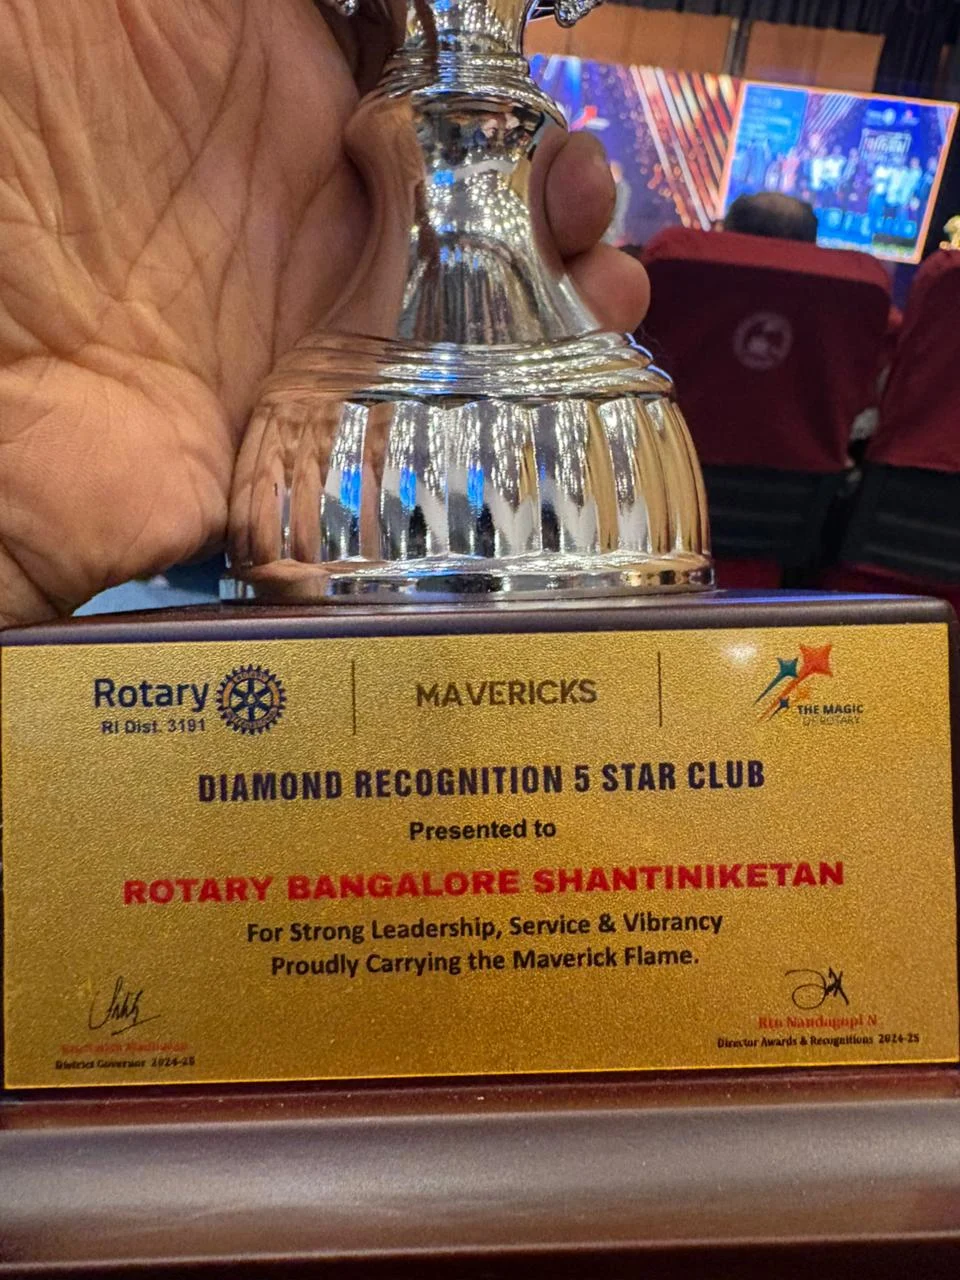 Rotary
RI Dist. 3191
MAVERICKS
THE MAGIC
OF ROTARY
DIAMOND RECOGNITION 5 STAR CLUB
Presented to
ROTARY BANGALORE SHANTINIKETAN
For Strong Leadership, Service & Vibrancy
Proudly Carrying the Maverick Flame.
District Governor 2024-25
Rtn Nandagopi N
Director Awards & Recognitions 2024-25